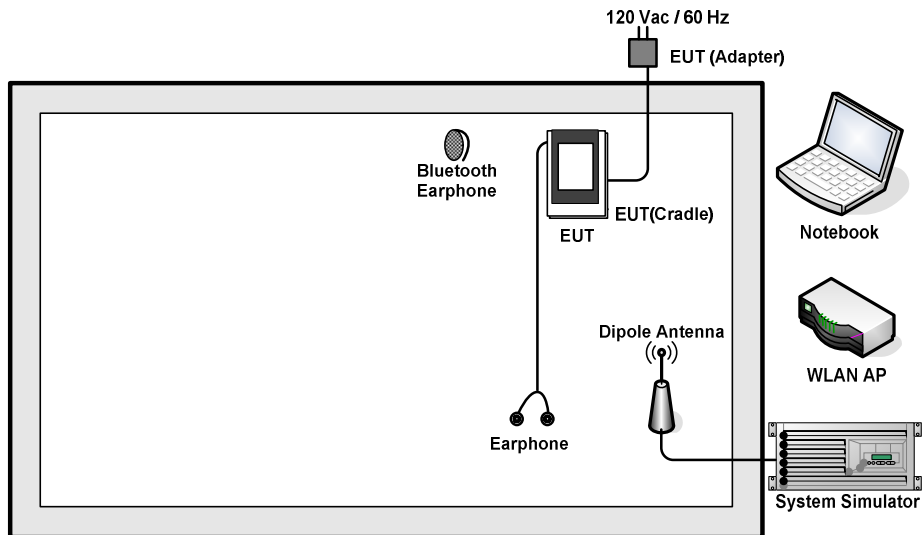 120 Vac / 60 Hz
EUT (Adapter)
Bluetooth
Earphone
EUT(Cradle)
EUT
Notebook
Dipole Antenna
WLAN AP
Earphone
System Simulator